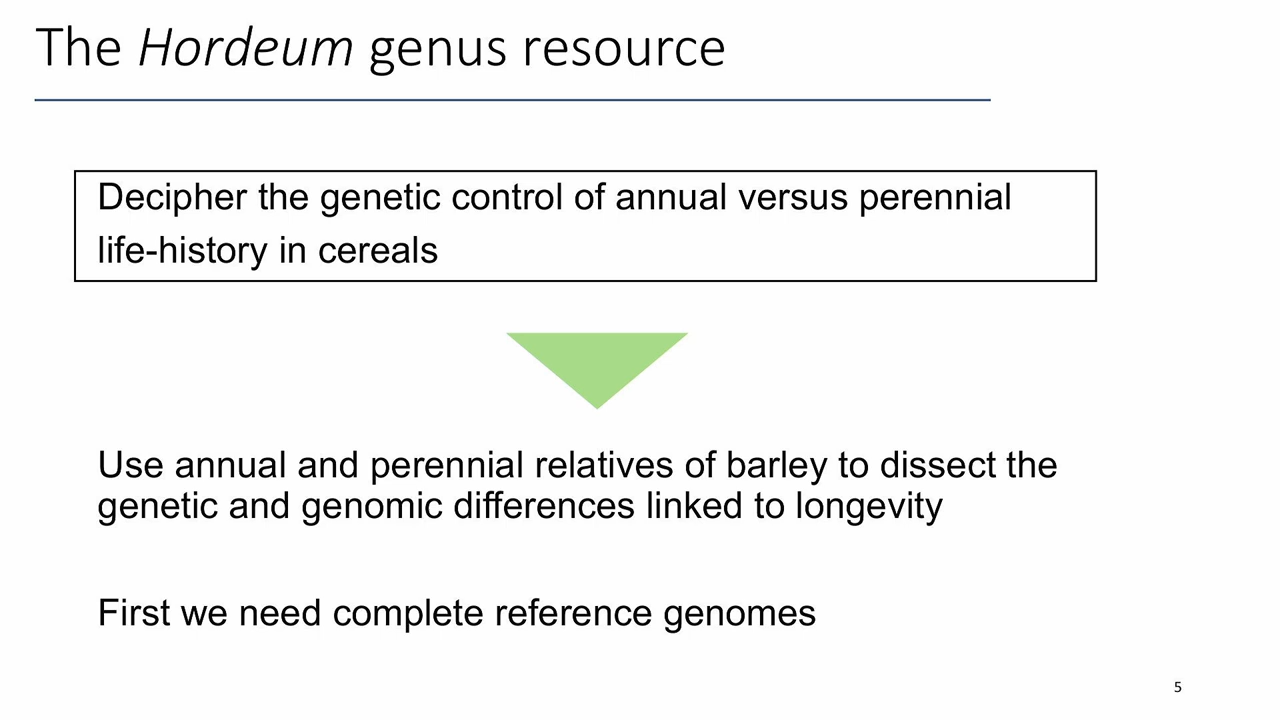 The Hordeum genus resource
Decipher the genetic control of annual versus perennial
life-history in cereals
Use annual and perennial relatives of barley to dissect the
genetic and genomic differences linked to longevity
First we need complete reference genomes
5